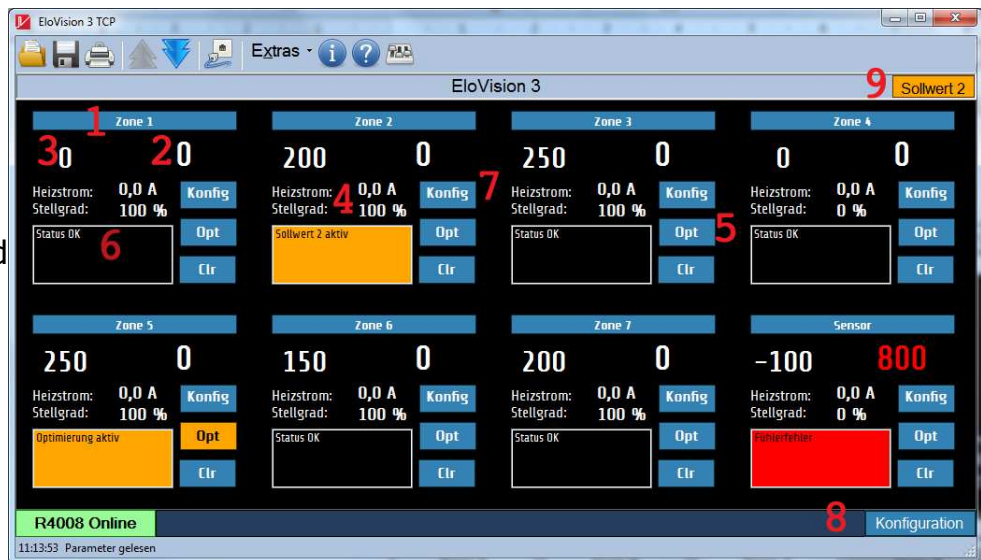 EloVision 3 TCP
Extras
EloVision 3
9 Sollwert 2
1 Zone 1 Zone 2 Zone 3 Zone 4
3 0 2 0 200 0 250 0 0 0
Heizstrom: 0,0 A Konfig Heizstrom: 0,0 A Konfig 7 Heizstrom: 0,0 A Konfig Heizstrom: 0,0 A Konfig
Stellgrad: 100 % Stellgrad: 4 100 % Stellgrad: 100 % Stellgrad: 0 %
d Status OK 6 Opt Sollwert 2 aktiv Opt Status OK Opt 5 Status OK Opt
Clr Clr Clr Clr
Zone 5 Zone 6 Zone 7 Sensor
250 0 150 0 200 0 -100 800
Heizstrom: 0,0 A Konfig Heizstrom: 0,0 A Konfig Heizstrom: 0,0 A Konfig Heizstrom: 0,0 A Konfig
Stellgrad: 100 % Stellgrad: 100 % Stellgrad: 100 % Stellgrad: 0 %
Optimierung aktiv Opt Status OK Opt Status OK Opt Fühlerfehler Opt
Clr Clr Clr Clr
R4008 Online 8 Konfiguration
11:13:53 Parameter gelesen